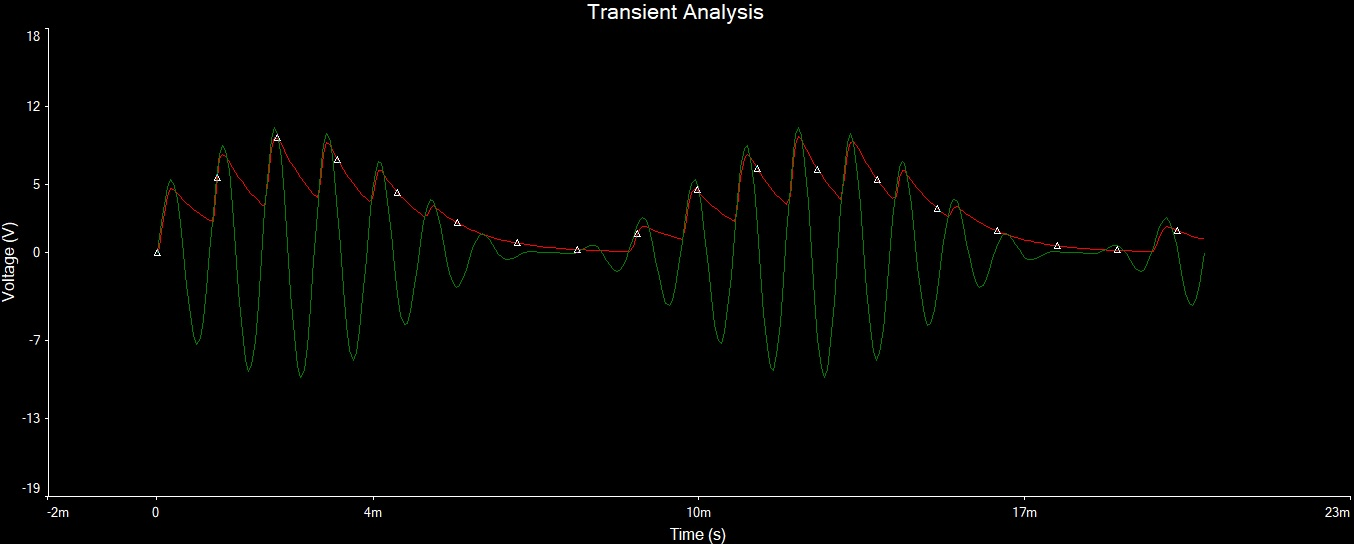 Transient Analysis
18
12
5
0
-7
-13
-19
Voltage (V)
-2m 0 4m 10m 17m 23m
Time (s)